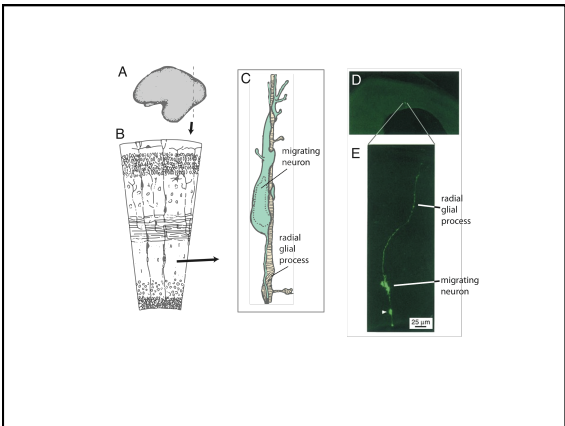 A
B
C
migrating
neuron
radial
glial
process
D
E
radial
glial
process
migrating
neuron
25 µm